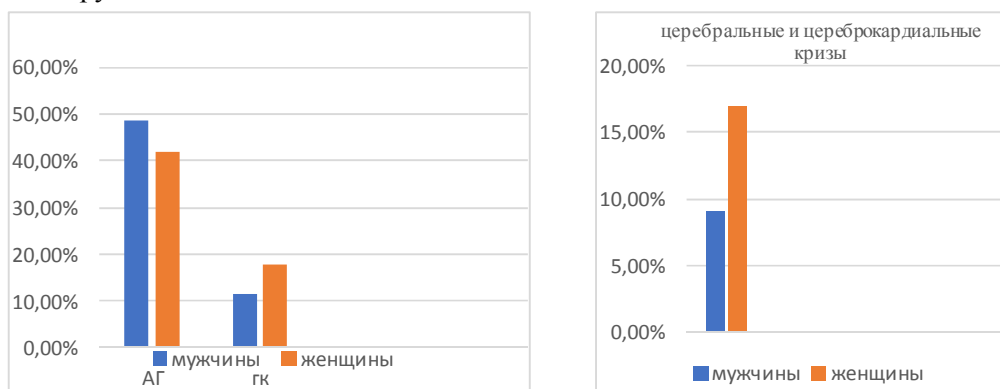 60,00%
50,00%
40,00%
30,00%
20,00%
10,00%
0,00%
мужчины женщины
АГ гк
церебральные и цереброкардиальные
кризы
20,00%
15,00%
10,00%
5,00%
0,00%
мужчины женщины